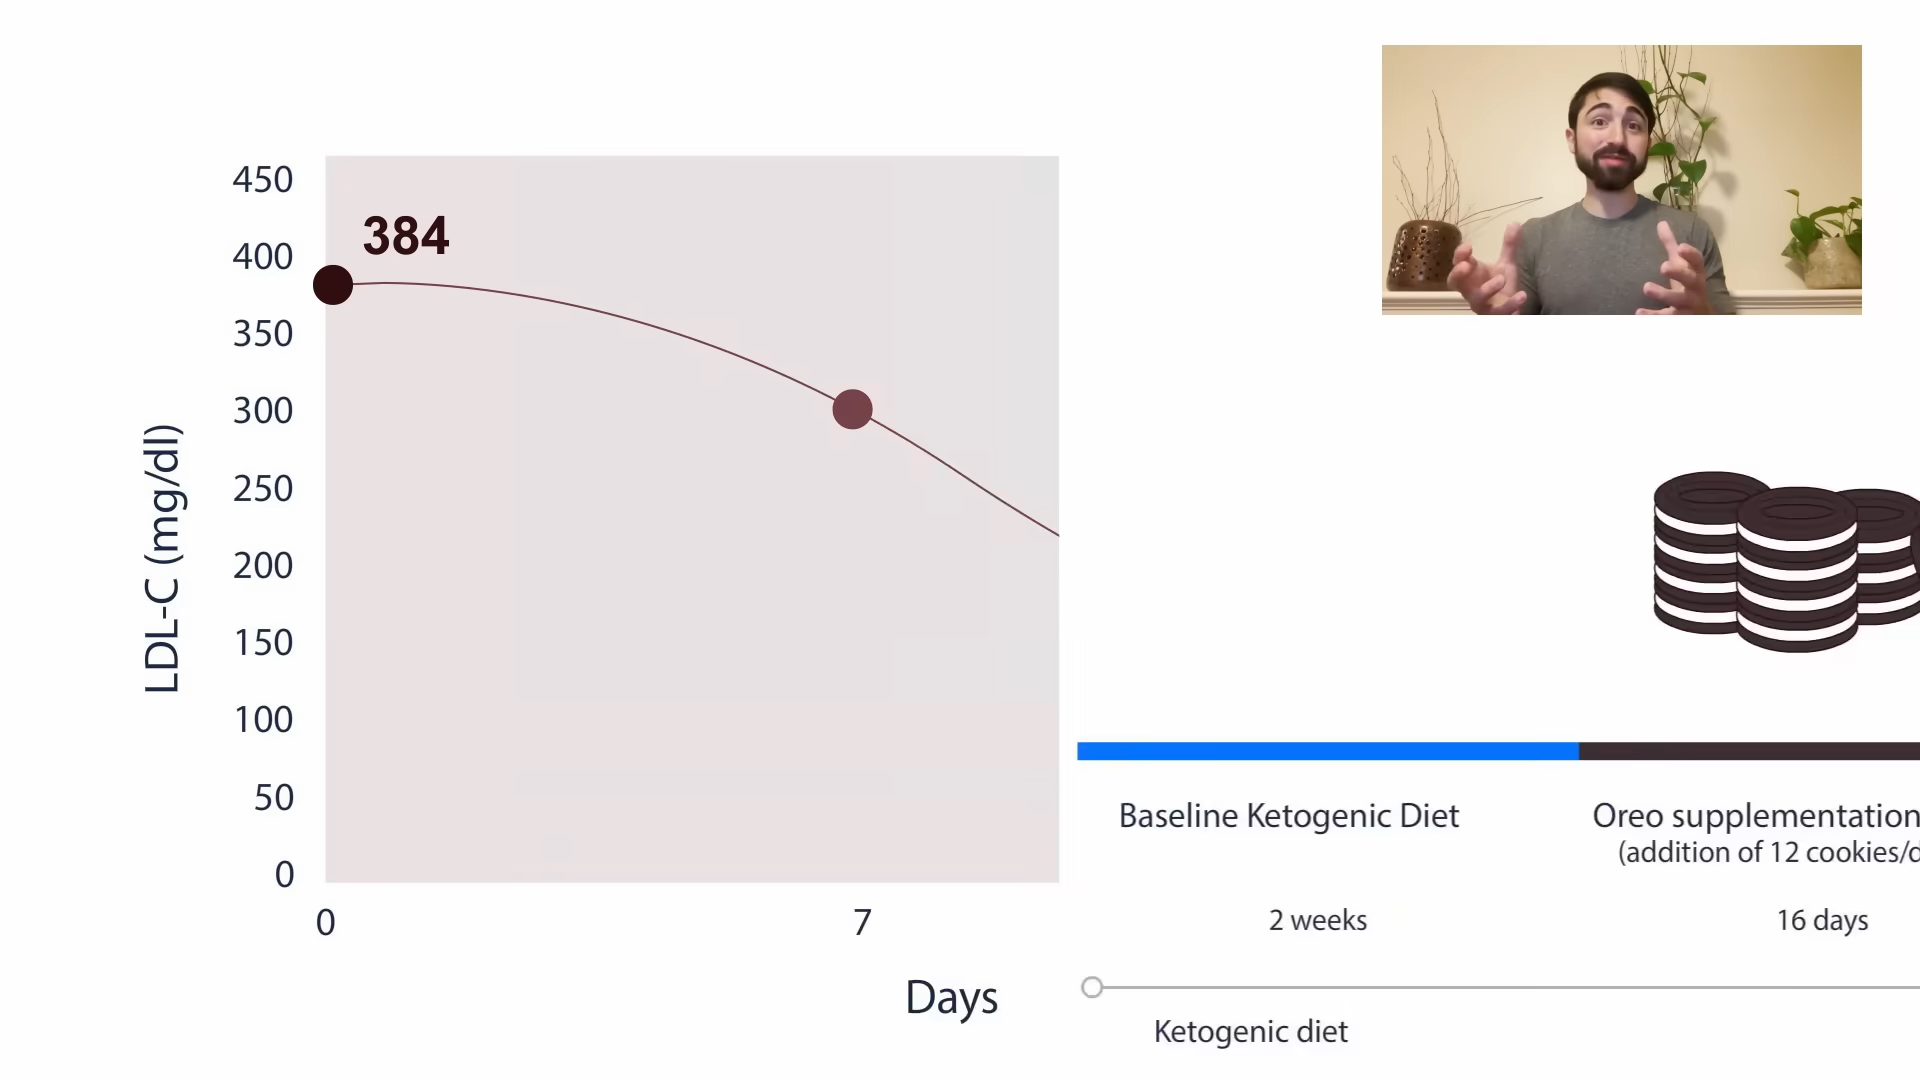 450
384
400
350
300
250
200
150
100
50
0
LDL-C (mg/dl)
0
7
Days
Baseline Ketogenic Diet
Oreo supplementation
(addition of 12 cookies/d
2 weeks
16 days
Ketogenic diet